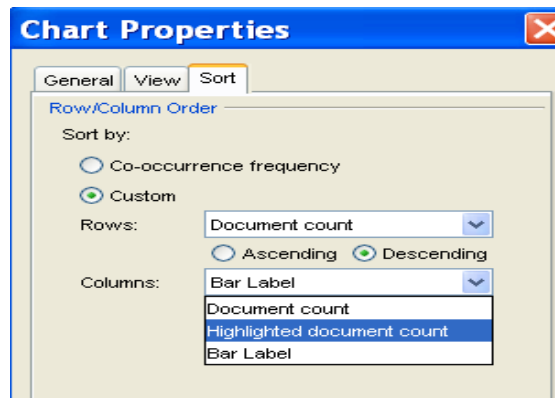 Chart Properties
General View Sort
Row/Column Order
Sort by:
Co-occurrence frequency
Custom
Rows: Document count
Ascending Descending
Columns: Bar Label
Document count
Highlighted document count
Bar Label